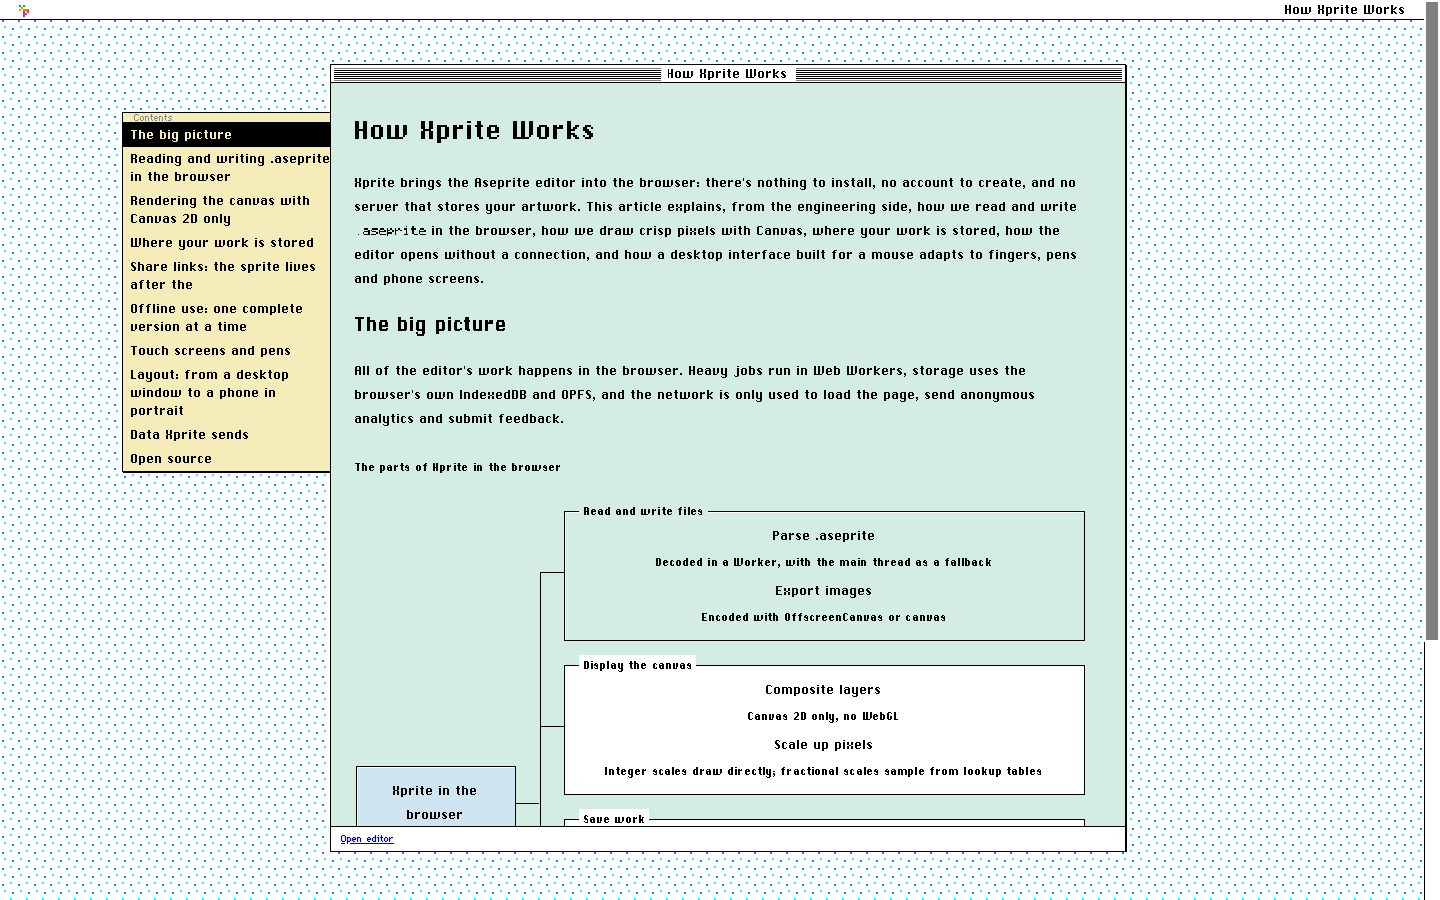 How Xprite Works
How Xprite Works
Contents
The big picture
Reading and writing .aseprite
in the browser
Rendering the canvas with
Canvas 2D only
Where your work is stored
Share links: the sprite lives
after the
Offline use: one complete
version at a time
Touch screens and pens
Layout: from a desktop
window to a phone in
portrait
Data Xprite sends
Open source
How Xprite Works
Xprite brings the Aseprite editor into the browser: there's nothing to install, no account to create, and no
server that stores your artwork. This article explains, from the engineering side, how we read and write
.aseprite in the browser, how we draw crisp pixels with Canvas, where your work is stored, how the
editor opens without a connection, and how a desktop interface built for a mouse adapts to fingers, pens
and phone screens.
The big picture
All of the editor's work happens in the browser. Heavy jobs run in Web Workers, storage uses the
browser's own IndexedDB and OPFS, and the network is only used to load the page, send anonymous
analytics and submit feedback.
The parts of Xprite in the browser
Read and write files
Parse .aseprite
Decoded in a Worker, with the main thread as a fallback
Export images
Encoded with OffscreenCanvas or canvas
Display the canvas
Composite layers
Canvas 2D only, no WebGL
Scale up pixels
Integer scales draw directly; fractional scales sample from lookup tables
Xprite in the
browser
Save work
Open editor